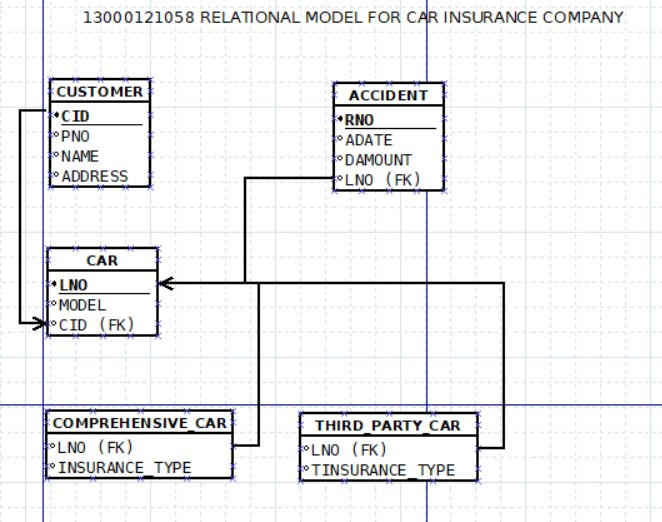 13000121058 RELATIONAL MODEL FOR CAR INSURANCE COMPANY
CUSTOMER
CID
PNO
NAME
ADDRESS
ACCIDENT
RNO
ADATE
DAMOUNT
LNO (FK)
CAR
LNO
MODEL
CID (FK)
COMPREHENSIVE_CAR
LNO (FK)
INSURANCE_TYPE
THIRD_PARTY_CAR
LNO (FK)
TINSURANCE_TYPE